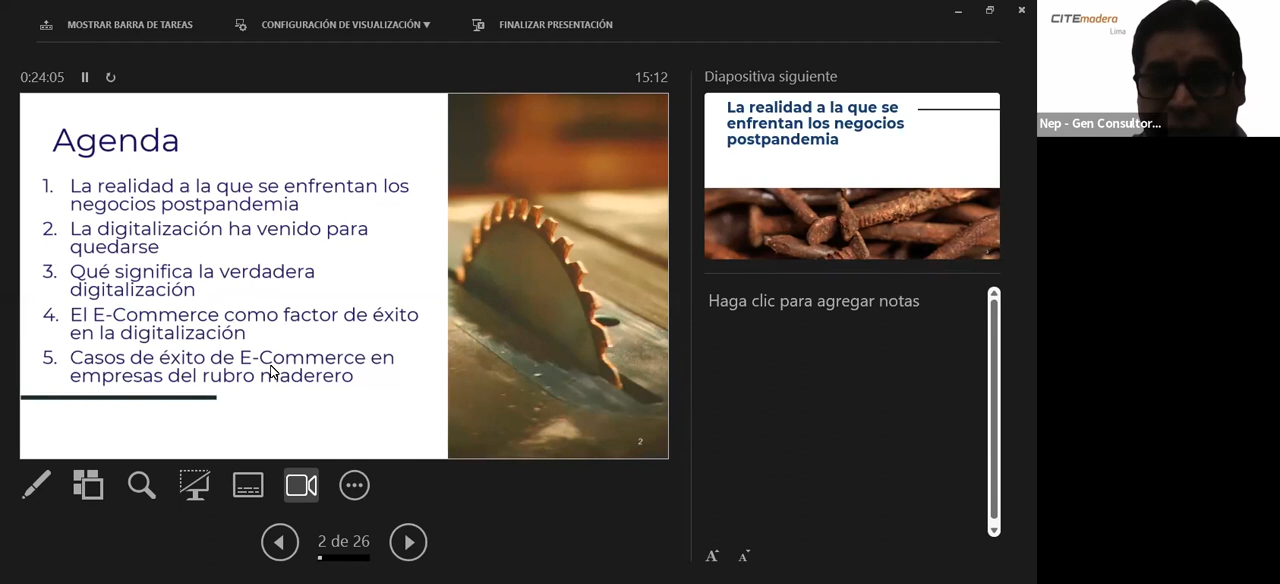 MOSTRAR BARRA DE TAREAS
CONFIGURACIÓN DE VISUALIZACIÓN ▼
FINALIZAR PRESENTACIÓN
0:24:05
15:12
Agenda
1. La realidad a la que se enfrentan los
negocios postpandemia
2. La digitalización ha venido para
quedarse
3. Qué significa la verdadera
digitalización
4. El E-Commerce como factor de éxito
en la digitalización
5. Casos de éxito de E-Commerce en
empresas del rubro maderero
2
2 de 26
Diapositiva siguiente
La realidad a la que se
enfrentan los negocios
postpandemia
Haga clic para agregar notas
A A
CITEmadera
Lima
Nep - Gen Consultor...